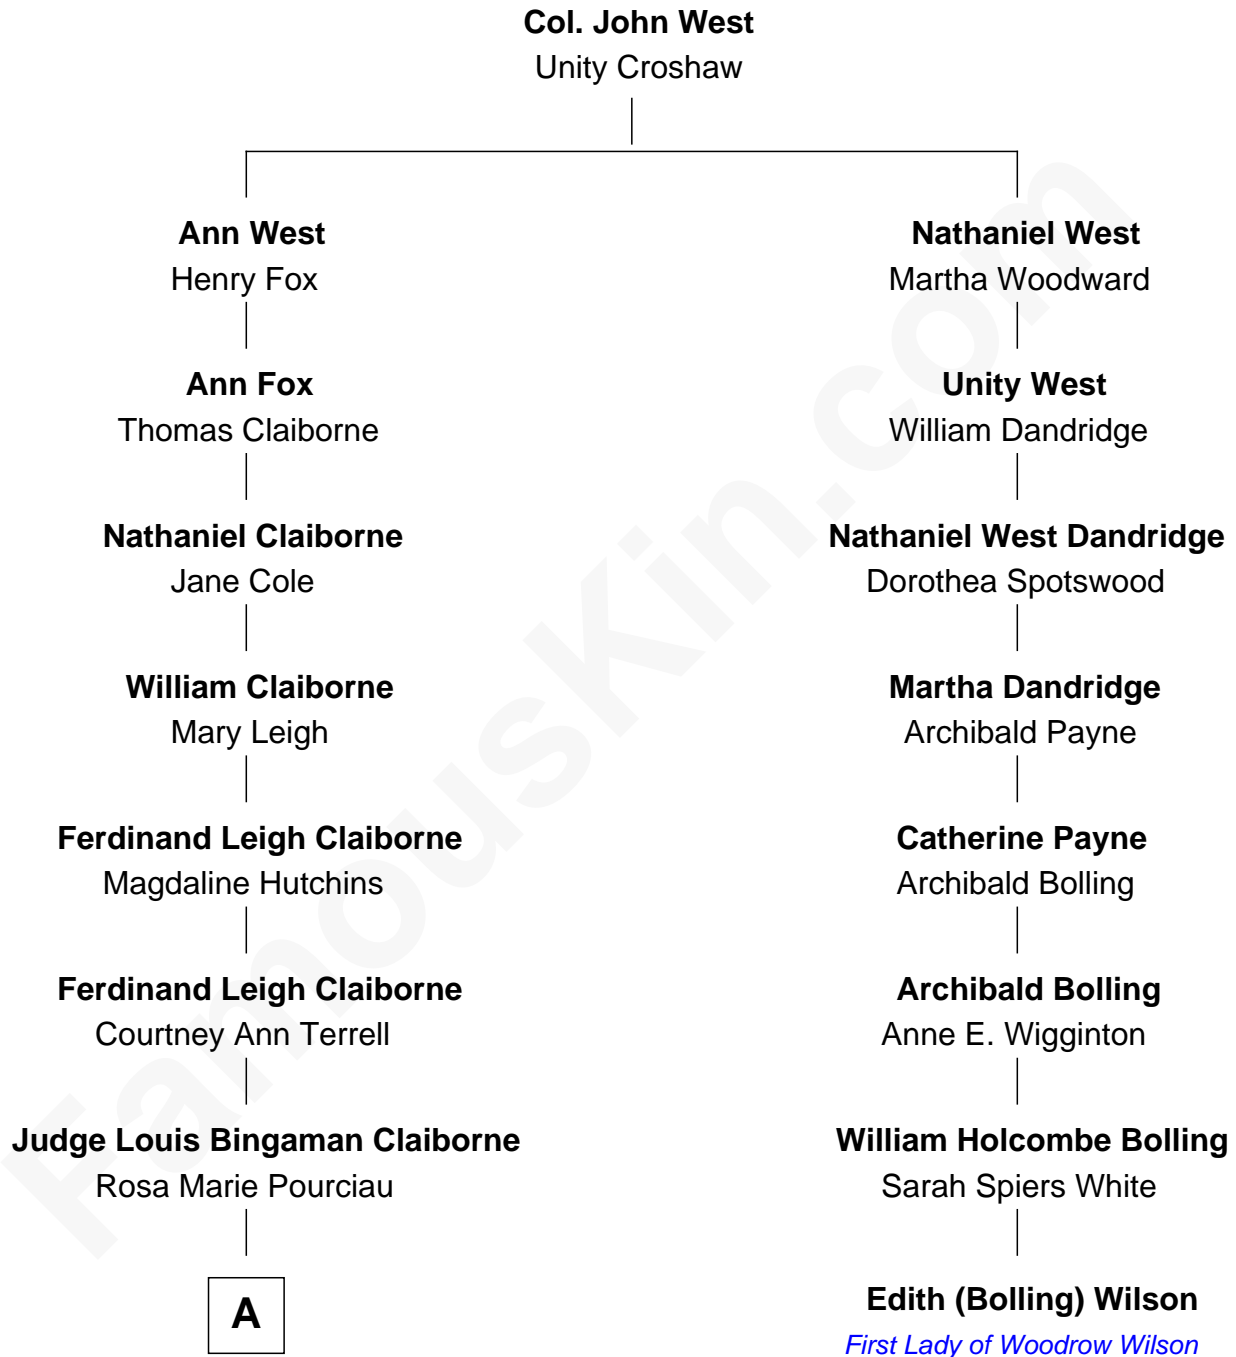 Col. John West
Unity Croshaw
Ann West
Henry Fox
Nathaniel West
Martha Woodward
Ann Fox
Thomas Claiborne
Unity West
William Dandridge
Nathaniel Claiborne
Jane Cole
Nathaniel West Dandridge
Dorothea Spotswood
William Claiborne
Mary Leigh
Martha Dandridge
Archibald Payne
Ferdinand Leigh Claiborne
Magdaline Hutchins
Catherine Payne
Archibald Bolling
Ferdinand Leigh Claiborne
Courtney Ann Terrell
Archibald Bolling
Anne E. Wigginton
Judge Louis Bingaman Claiborne
Rosa Marie Pourciau
William Holcombe Bolling
Sarah Spiers White
A
Edith (Bolling) Wilson
First Lady of Woodrow Wilson
FamousKin.com